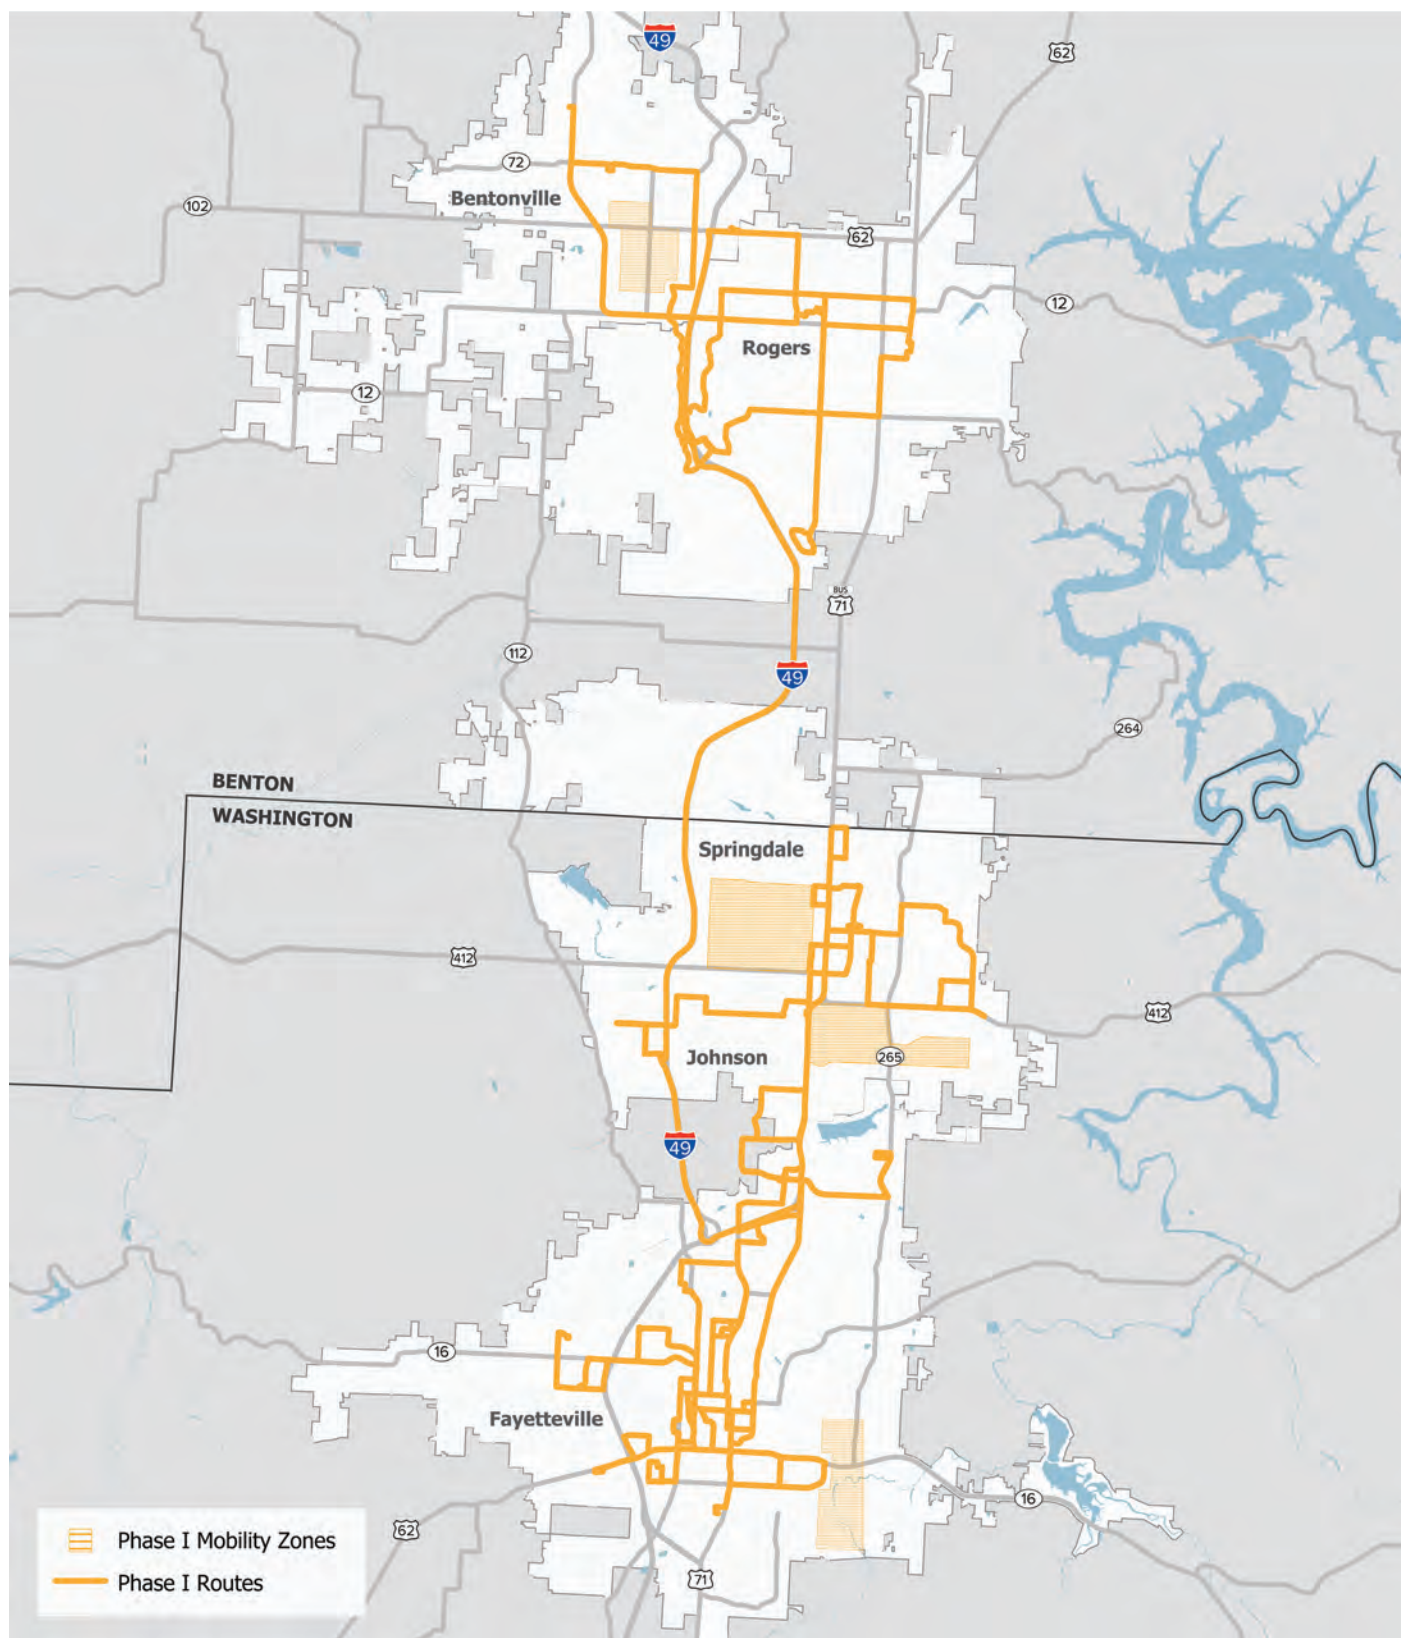 49
62
72
Bentonville
102
62
12
Rogers
12
BUS
71
112
49
264
BENTON
WASHINGTON
Springdale
412
412
Johnson
265
49
16
Fayetteville
16
62
71
Phase I Mobility Zones
Phase I Routes